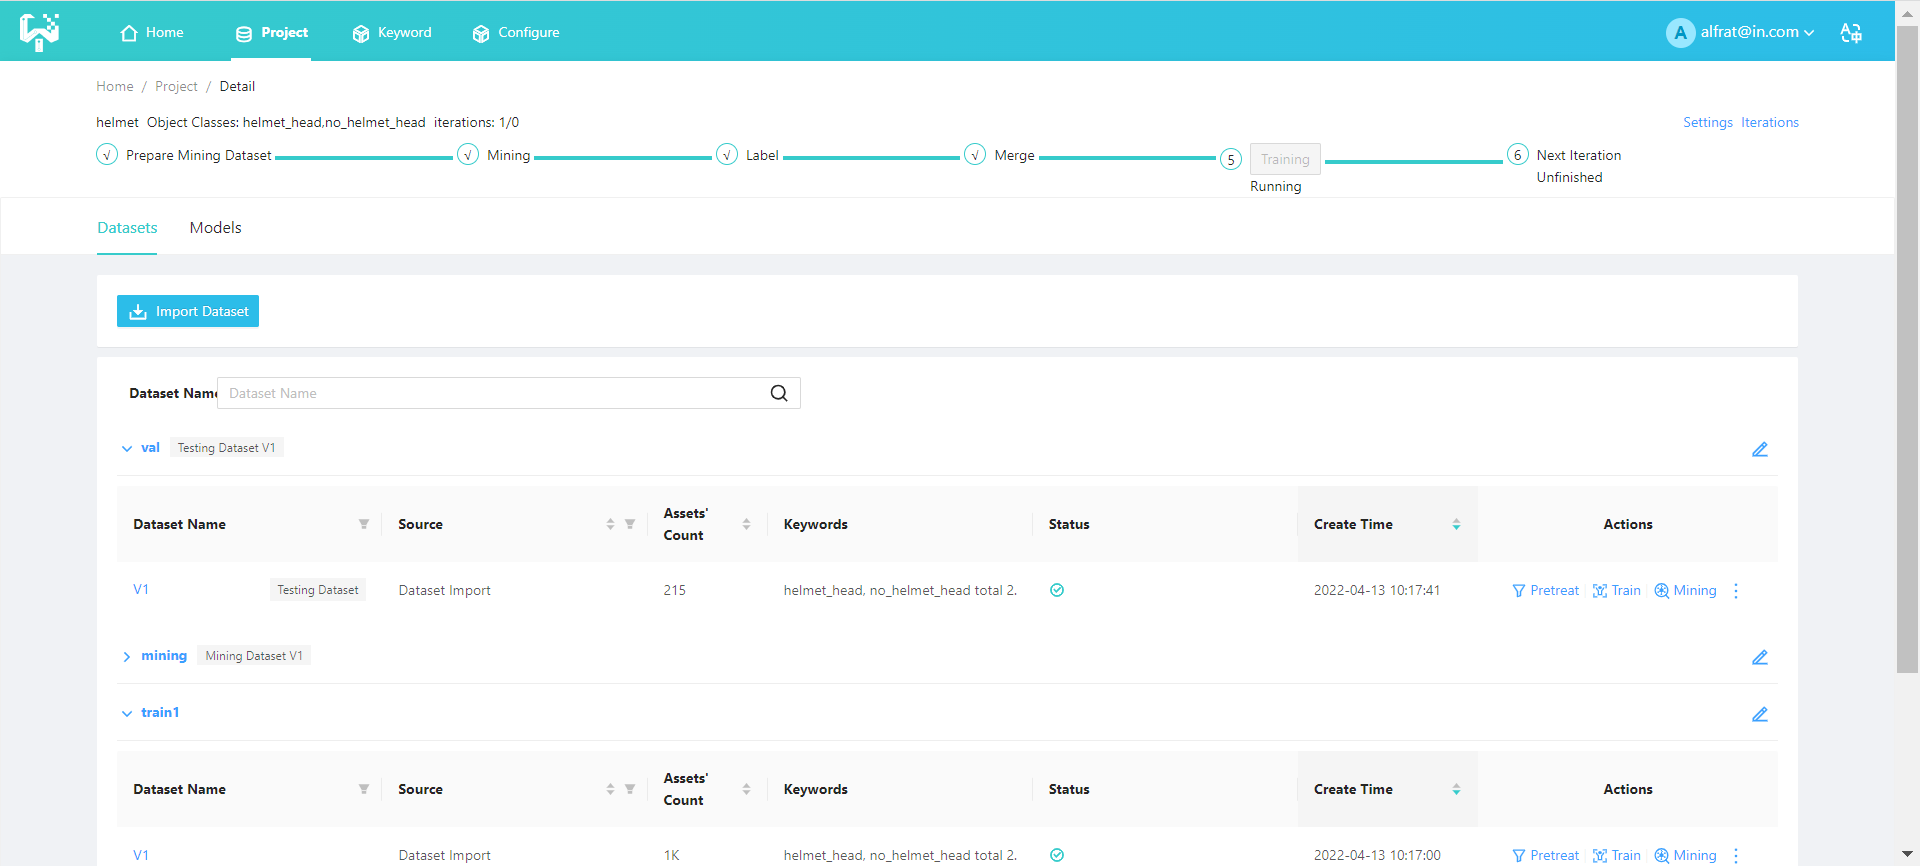 Home Project Keyword Configure A alfrat@in.com
Home / Project / Detail
helmet Object Classes: helmet_head,no_helmet_head iterations: 1/0 Settings Iterations
√ Prepare Mining Dataset √ Mining √ Label √ Merge 5 Training 6 Next Iteration
Running Unfinished
Datasets Models
Import Dataset
Dataset Name Dataset Name
val Testing Dataset V1
Dataset Name Source Assets' Count Keywords Status Create Time Actions
V1 Testing Dataset Dataset Import 215 helmet_head, no_helmet_head total 2. 2022-04-13 10:17:41 Pretreat Train Mining
mining Mining Dataset V1
train1
Dataset Name Source Assets' Count Keywords Status Create Time Actions
V1 Dataset Import 1K helmet_head, no_helmet_head total 2. 2022-04-13 10:17:00 Pretreat Train Mining